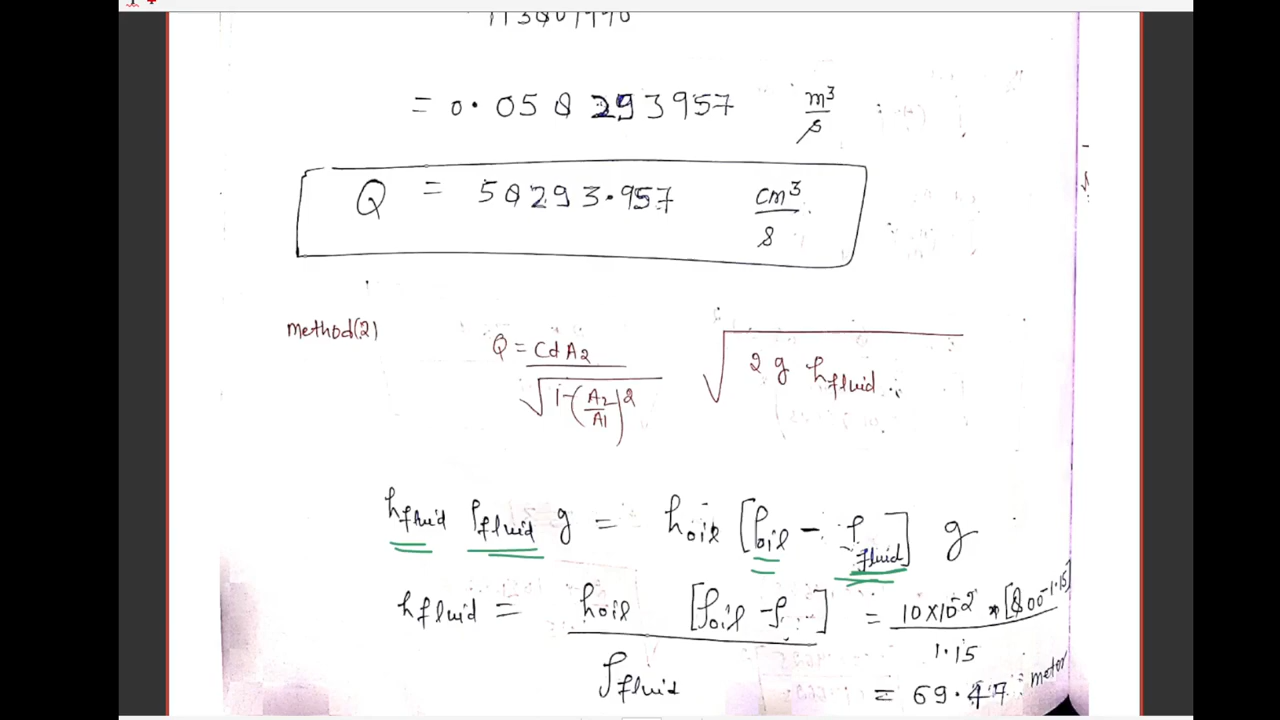 = 0.058293957 m³/s
Q = 58293.957 cm³/s
method(2) Q = Cd A2 / √(1-(A2/A1)²) √(2 g hfluid)
hfluid ρfluid g = hoil [ρoil - ρfluid] g
hfluid = hoil [ρoil - ρ] / ρfluid = 10×10⁻² * [800-1.15] / 1.15
= 69.47 meter